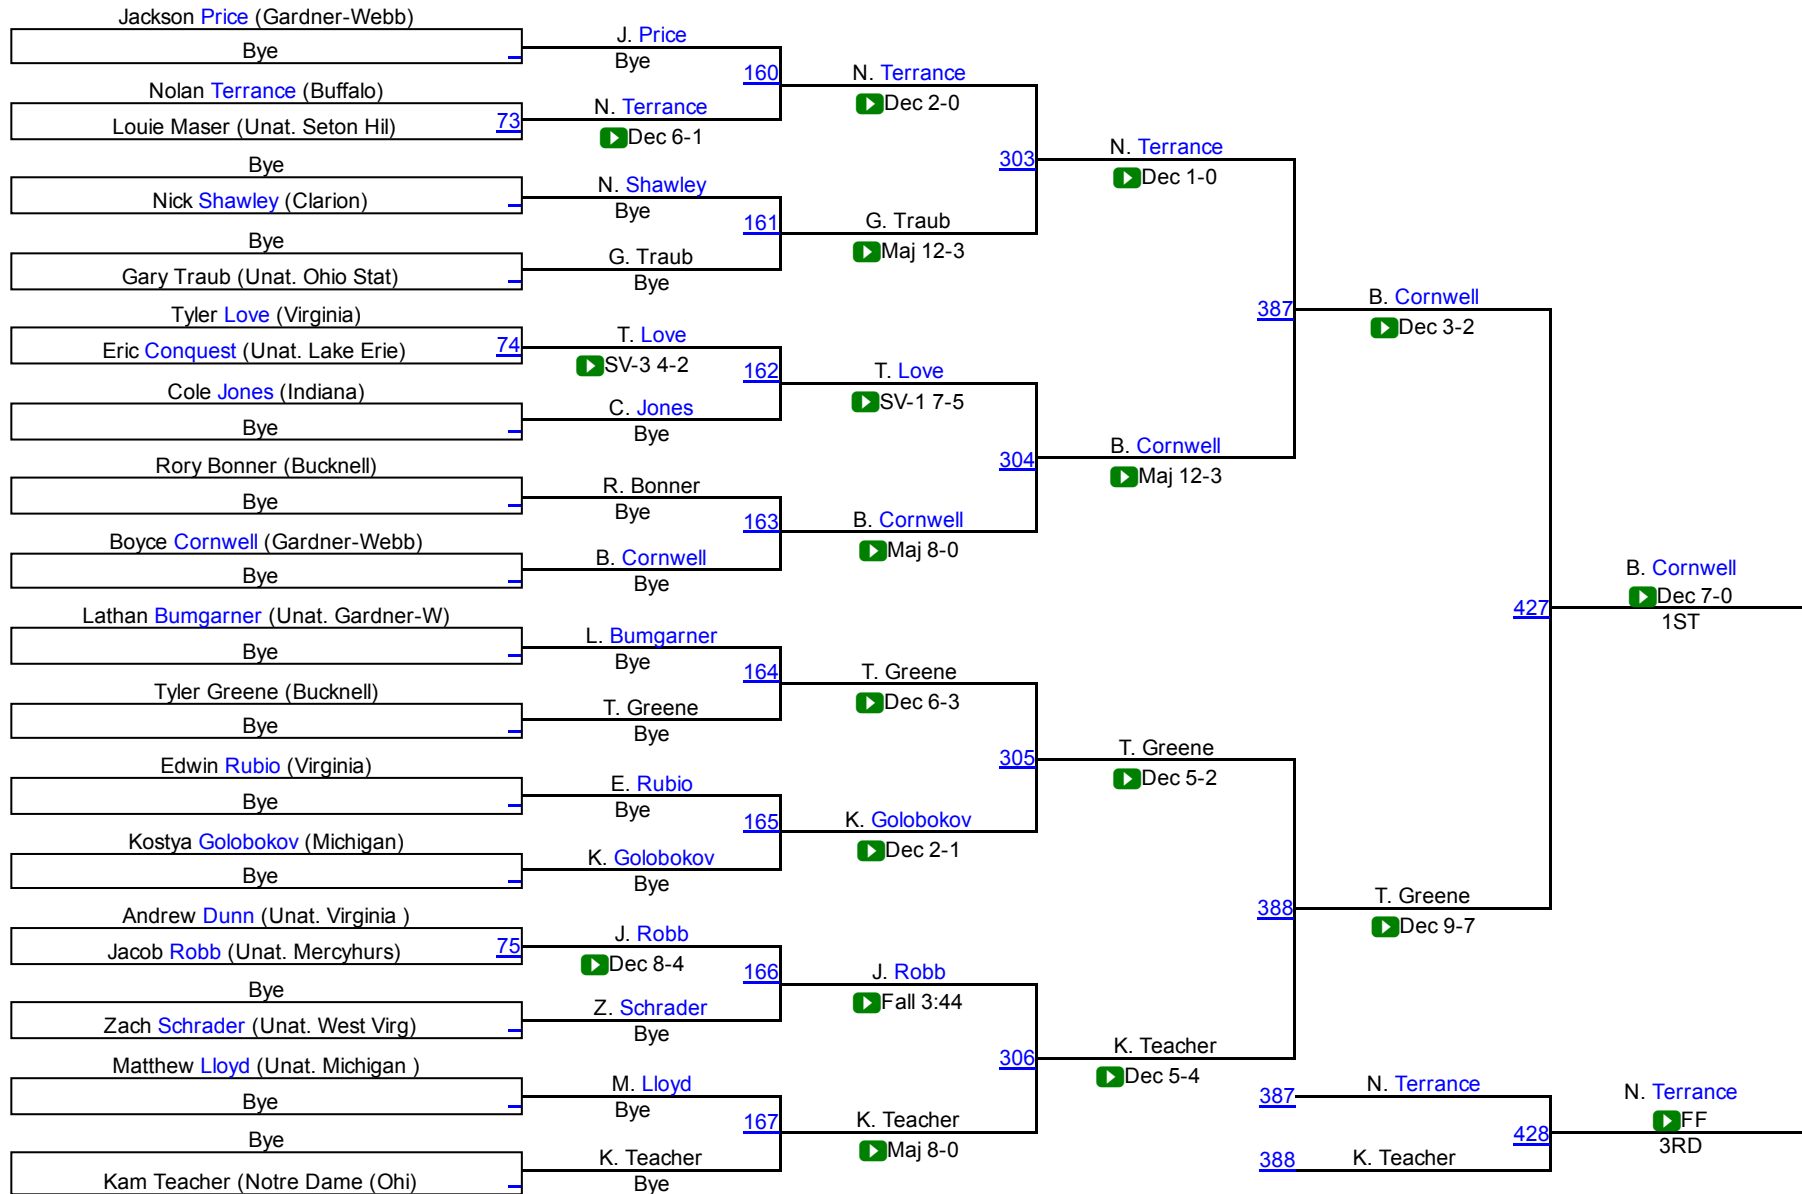 Jackson Price (Gardner-Webb)
Bye
Nolan Terrance (Buffalo)
Louie Maser (Unat. Seton Hil)
73
Bye
Nick Shawley (Clarion)
Bye
Gary Traub (Unat. Ohio Stat)
Tyler Love (Virginia)
Eric Conquest (Unat. Lake Erie)
74
Cole Jones (Indiana)
Bye
Rory Bonner (Bucknell)
Bye
Boyce Cornwell (Gardner-Webb)
Bye
Lathan Bumgarner (Unat. Gardner-W)
Bye
Tyler Greene (Bucknell)
Bye
Edwin Rubio (Virginia)
Bye
Kostya Golobokov (Michigan)
Bye
Andrew Dunn (Unat. Virginia )
Jacob Robb (Unat. Mercyhurs)
75
Bye
Zach Schrader (Unat. West Virg)
Matthew Lloyd (Unat. Michigan )
Bye
Bye
Kam Teacher (Notre Dame (Ohi)
J. Price
Bye
160
N. Terrance
Dec 6-1
N. Shawley
Bye
161
G. Traub
Bye
T. Love
SV-3 4-2
162
C. Jones
Bye
R. Bonner
Bye
163
B. Cornwell
Bye
L. Bumgarner
Bye
164
T. Greene
Bye
E. Rubio
Bye
165
K. Golobokov
Bye
J. Robb
Dec 8-4
166
Z. Schrader
Bye
M. Lloyd
Bye
167
K. Teacher
Bye
N. Terrance
Dec 2-0
303
G. Traub
Maj 12-3
T. Love
SV-1 7-5
304
B. Cornwell
Maj 8-0
T. Greene
Dec 6-3
305
K. Golobokov
Dec 2-1
J. Robb
Fall 3:44
306
K. Teacher
Maj 8-0
N. Terrance
Dec 1-0
387
B. Cornwell
Maj 12-3
T. Greene
Dec 5-2
388
K. Teacher
Dec 5-4
B. Cornwell
Dec 3-2
427
T. Greene
Dec 9-7
B. Cornwell
Dec 7-0
1ST
387
N. Terrance
428
388
K. Teacher
N. Terrance
FF
3RD